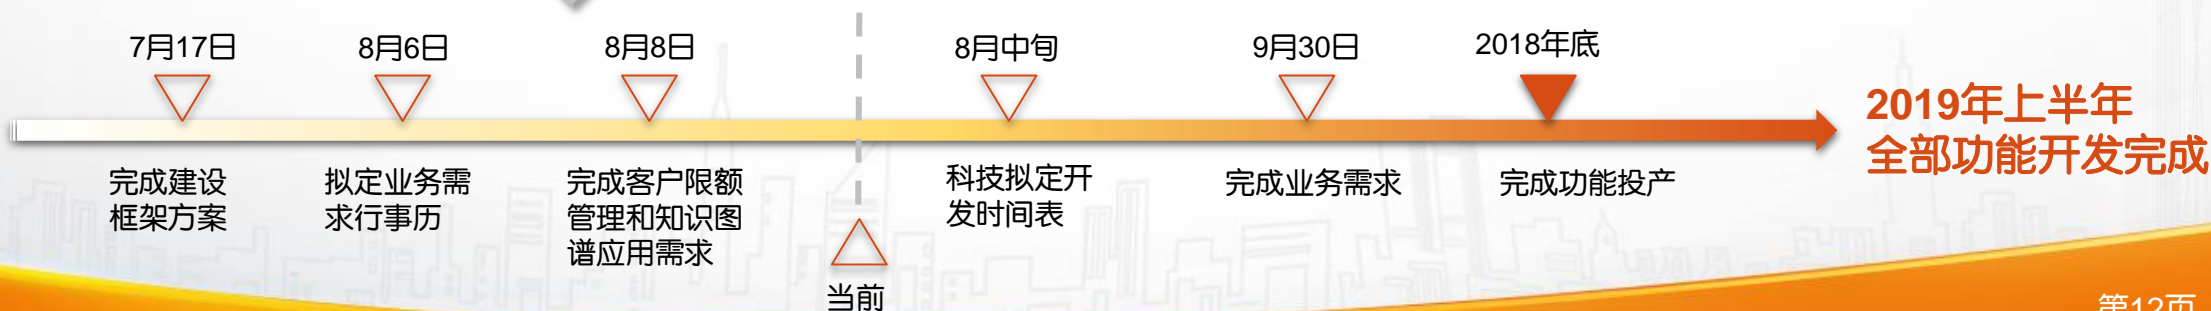 7月17日
8月6日
8月8日
8月中旬
9月30日
2018年底
2019年上半年
全部功能开发完成
完成建设
框架方案
拟定业务需
求行事历
完成客户限额
管理和知识图
谱应用需求
科技拟定开
发时间表
完成业务需求
完成功能投产
当前
第12页